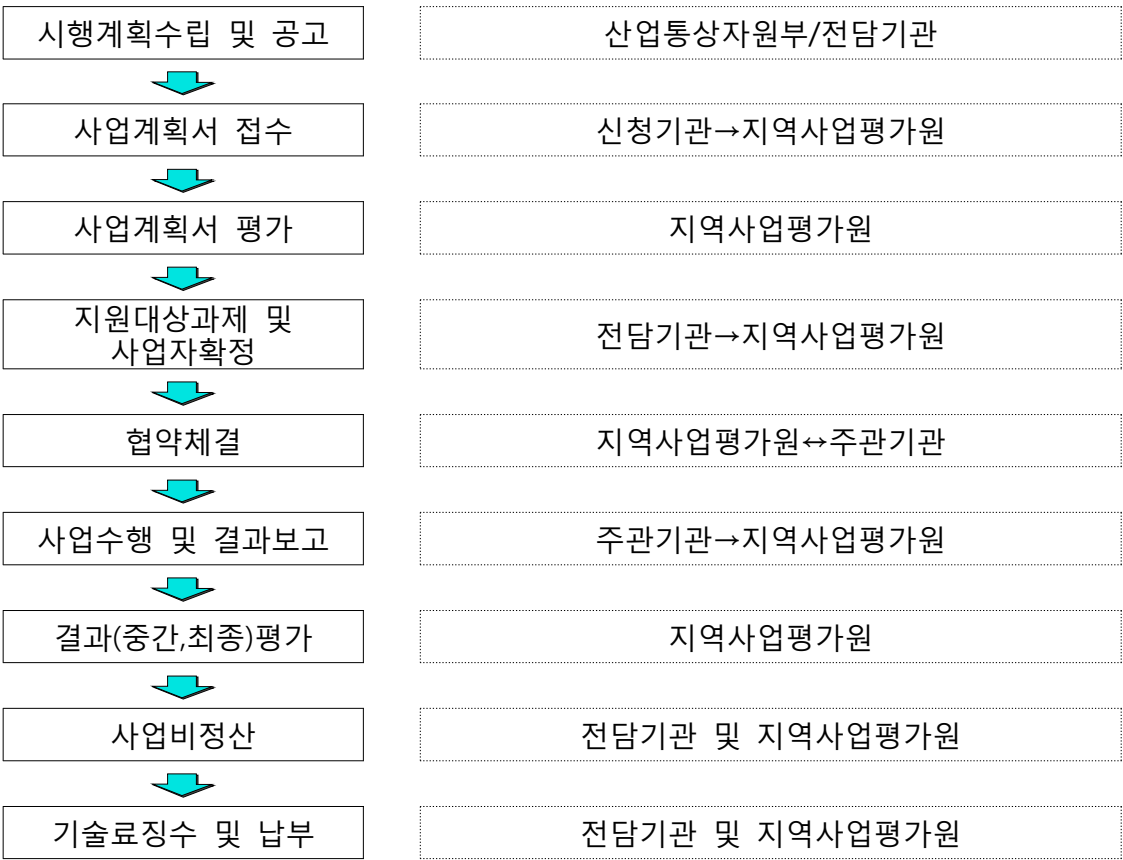 시행계획수립 및 공고
산업통상자원부/전담기관
사업계획서 접수
신청기관→지역사업평가원
사업계획서 평가
지역사업평가원
지원대상과제 및
사업자확정
전담기관→지역사업평가원
협약체결
지역사업평가원↔주관기관
사업수행 및 결과보고
주관기관→지역사업평가원
결과(중간,최종)평가
지역사업평가원
사업비정산
전담기관 및 지역사업평가원
기술료징수 및 납부
전담기관 및 지역사업평가원